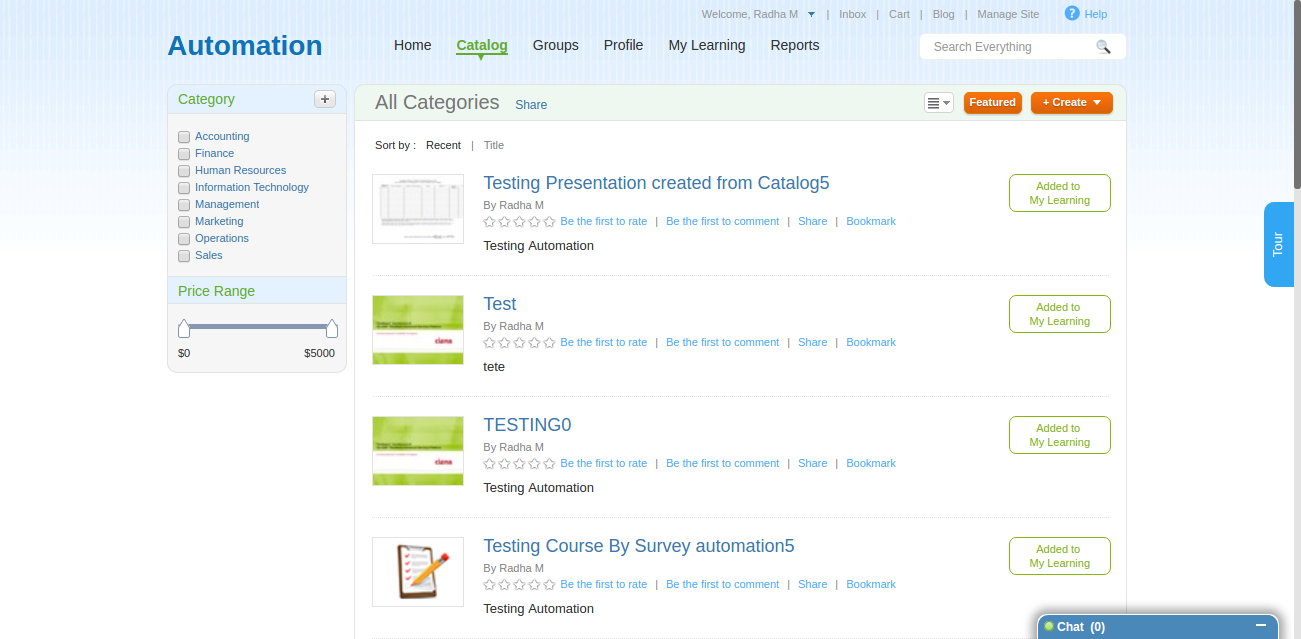 Welcome, Radha M | Inbox | Cart | Blog | Manage Site ? Help
Automation
Home Catalog Groups Profile My Learning Reports
Search Everything
Category +
Accounting
Finance
Human Resources
Information Technology
Management
Marketing
Operations
Sales
Price Range
$0 $5000
All Categories Share
Featured + Create
Sort by : Recent | Title
Testing Presentation created from Catalog5
By Radha M
Be the first to rate | Be the first to comment | Share | Bookmark
Testing Automation
Added to
My Learning
Test
By Radha M
Be the first to rate | Be the first to comment | Share | Bookmark
tete
Added to
My Learning
TESTING0
By Radha M
Be the first to rate | Be the first to comment | Share | Bookmark
Testing Automation
Added to
My Learning
Testing Course By Survey automation5
By Radha M
Be the first to rate | Be the first to comment | Share | Bookmark
Testing Automation
Added to
My Learning
Tour
Chat (0)